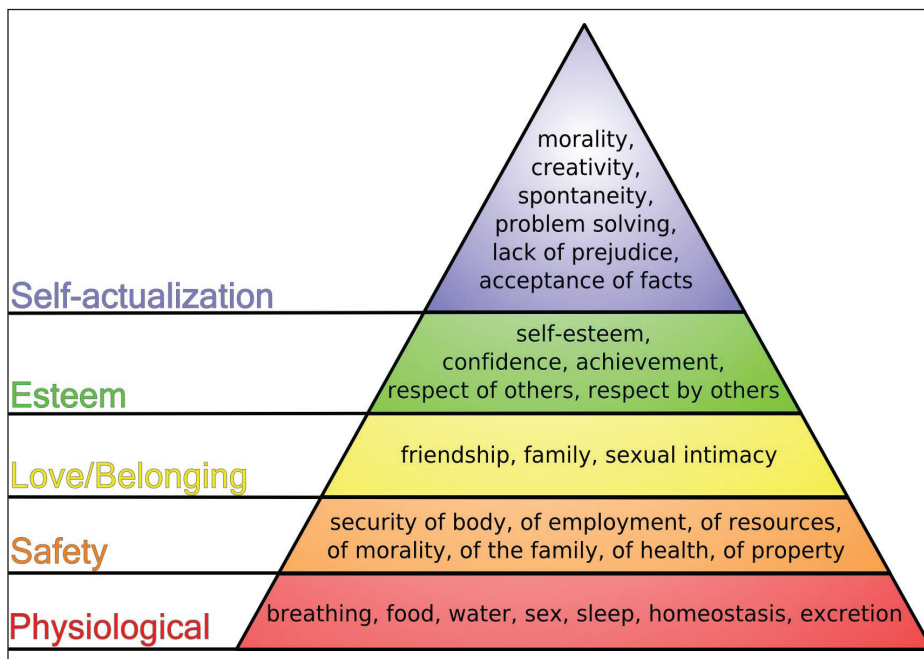 morality,
creativity,
spontaneity,
problem solving,
lack of prejudice,
acceptance of facts
Self-actualization
self-esteem,
confidence, achievement,
respect of others, respect by others
Esteem
friendship, family, sexual intimacy
Love/Belonging
security of body, of employment, of resources,
of morality, of the family, of health, of property
Safety
breathing, food, water, sex, sleep, homeostasis, excretion
Physiological